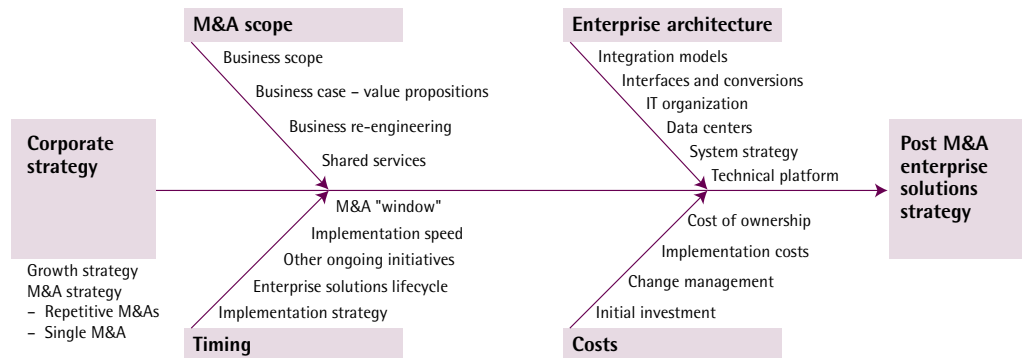 M&A scope
Business scope
Business case – value propositions
Business re-engineering
Shared services
Enterprise architecture
Integration models
Interfaces and conversions
IT organization
Data centers
System strategy
Technical platform
Corporate
strategy
Growth strategy
M&A strategy
– Repetitive M&As
– Single M&A
M&A "window"
Implementation speed
Other ongoing initiatives
Enterprise solutions lifecycle
Implementation strategy
Timing
Cost of ownership
Implementation costs
Change management
Initial investment
Costs
Post M&A
enterprise
solutions
strategy